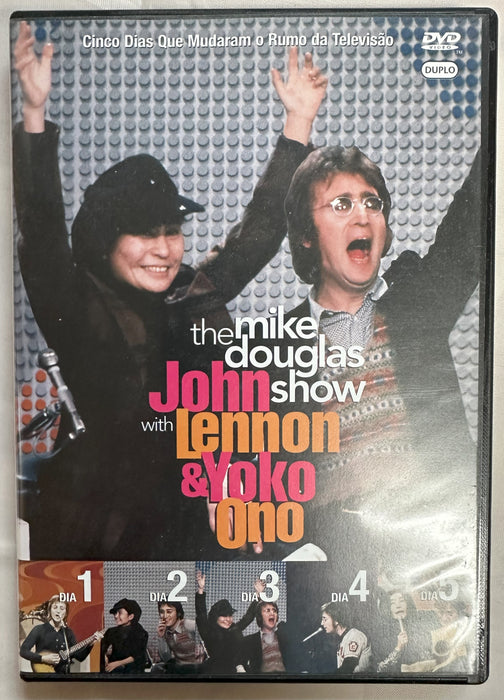 Cinco Dias Que Mudaram o Rumo da Televisão
DVD
VIDEO
TM
DUPLO
the mike
douglas
John show
with Lennon
& Yoko
Ono
DIA 1
DIA 2
DIA 3
DIA 4
DIA 5